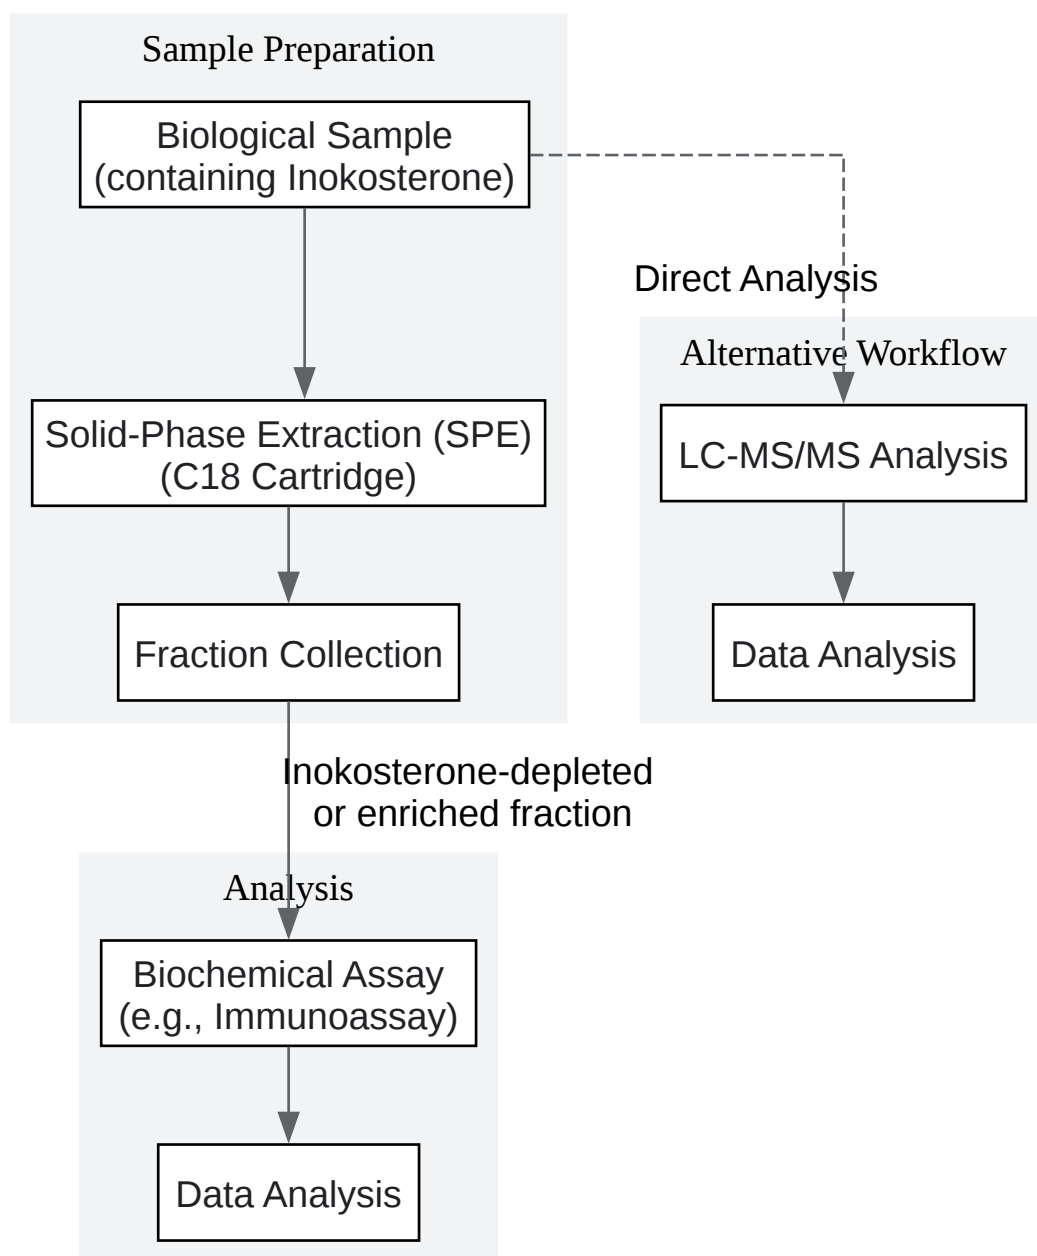 Sample Preparation
Biological Sample
(containing Inokosterone)
Direct Analysis
Alternative Workflow
Solid-Phase Extraction (SPE)
(C18 Cartridge)
LC-MS/MS Analysis
Fraction Collection
Data Analysis
Inokosterone-depleted
or enriched fraction
Analysis
Biochemical Assay
(e.g., Immunoassay)
Data Analysis